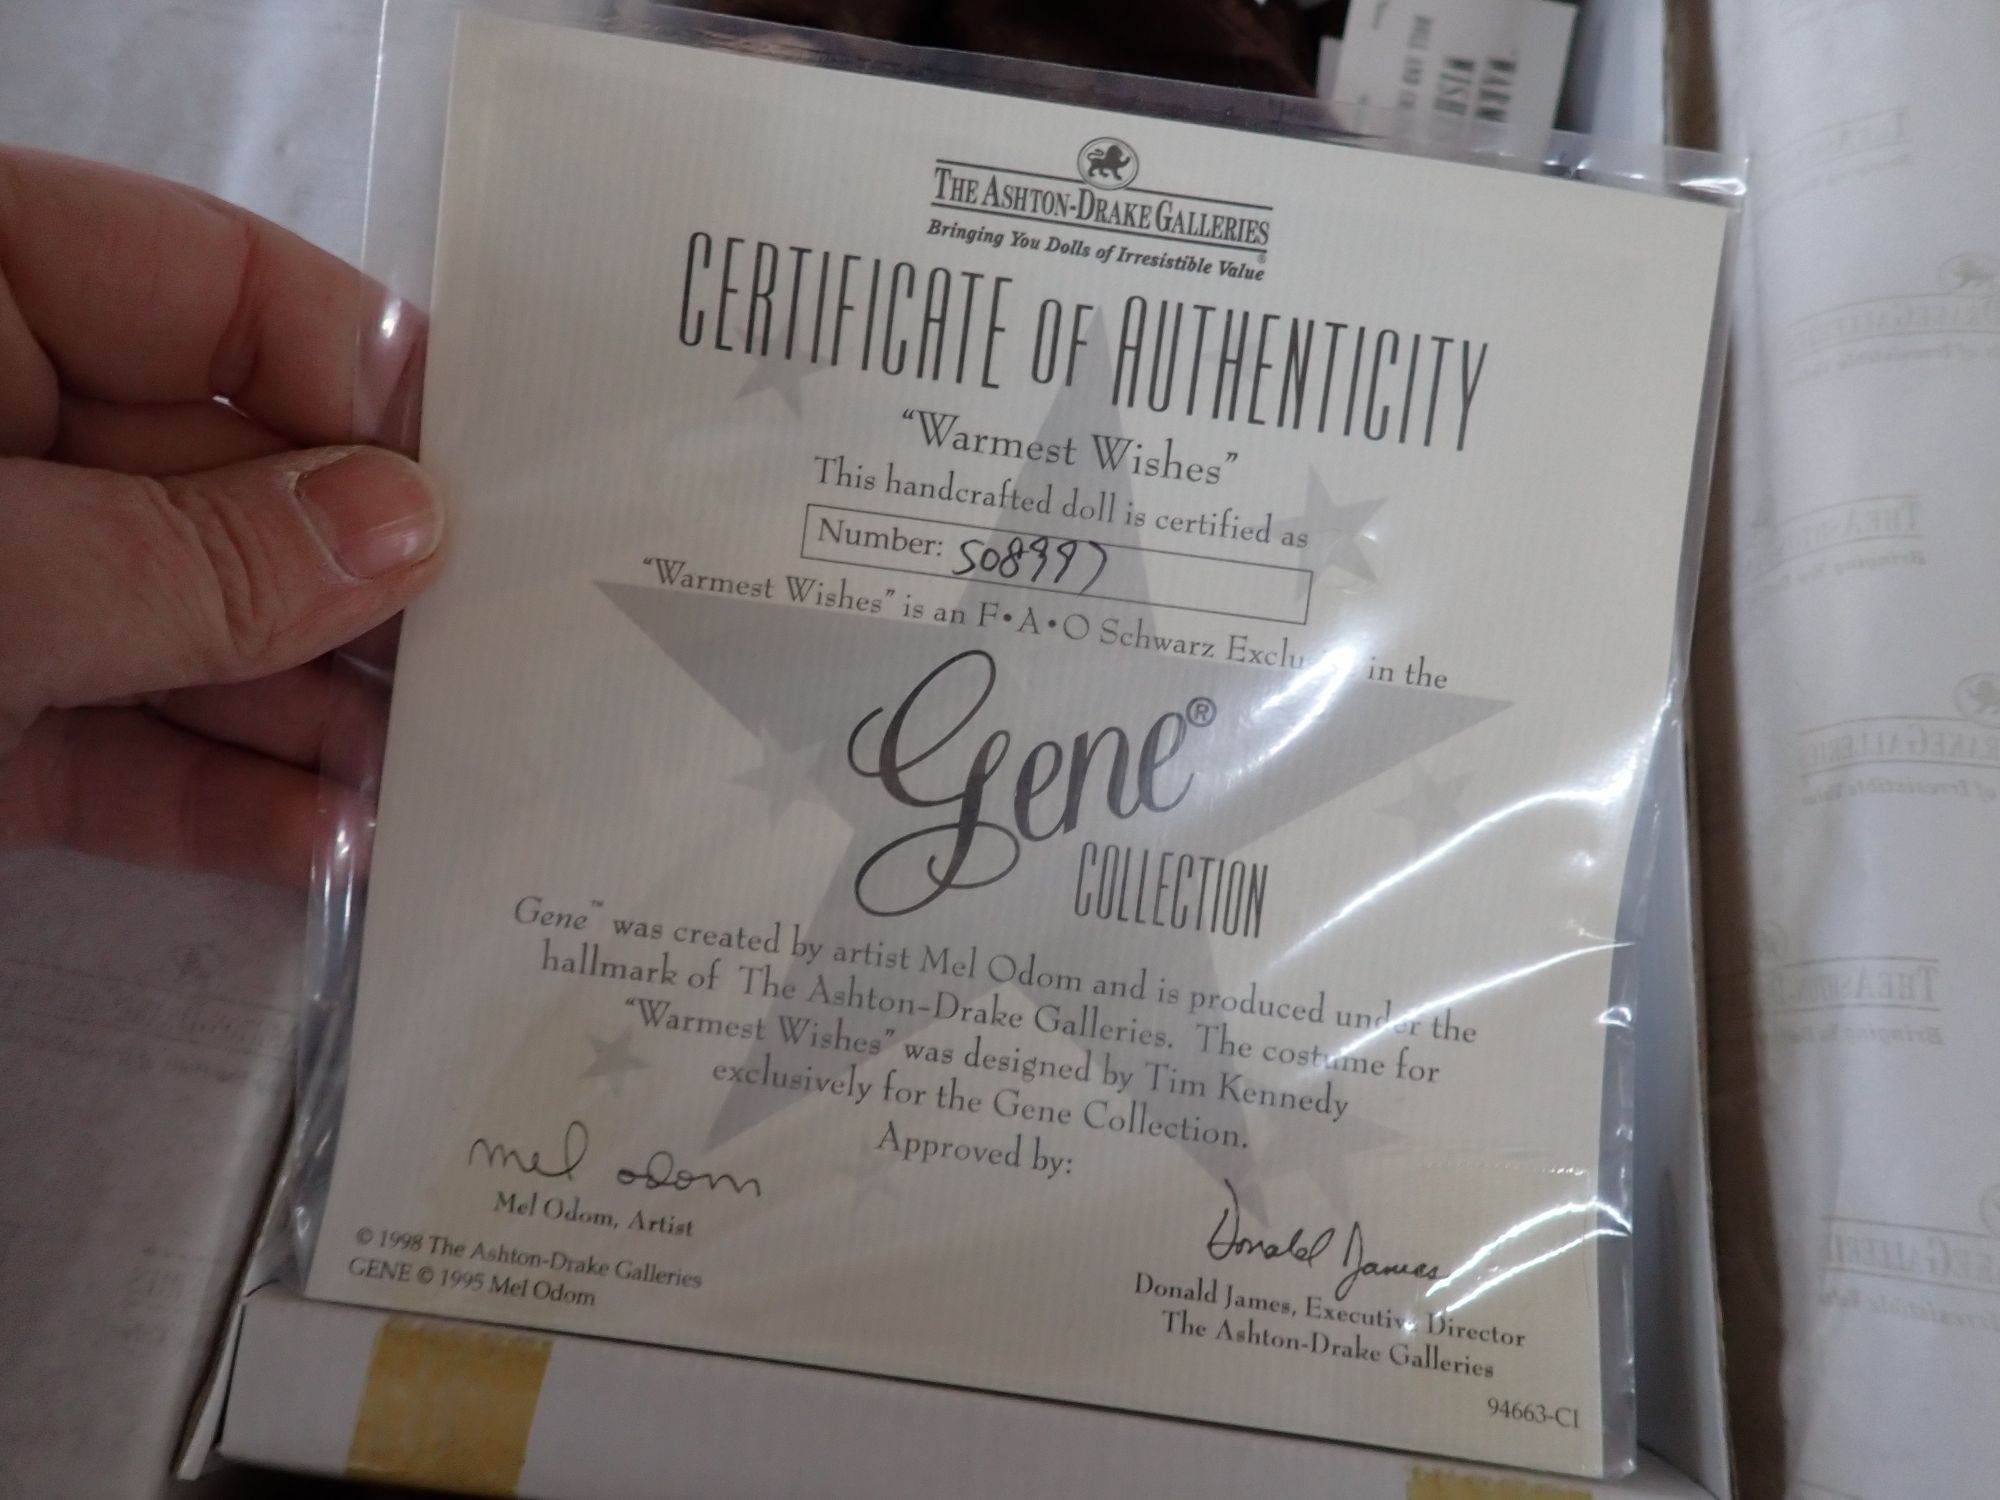 THE ASHTON-DRAKE GALLERIES
Bringing You Dolls of Irresistible Value®
CERTIFICATE OF AUTHENTICITY
“Warmest Wishes”
This handcrafted doll is certified as
Number: 508997
“Warmest Wishes” is an F•A•O Schwarz in the
Gene®
COLLECTION
Gene™ was created by artist Mel Odom and is produced under the
hallmark of The Ashton-Drake Galleries. The costume for
“Warmest Wishes” was designed by Tim Kennedy
exclusively for the Gene Collection.
Approved by:
Mel Odom
Mel Odom, Artist
© 1998 The Ashton-Drake Galleries
GENE © 1995 Mel Odom
Donald James
Donald James, Executive Director
The Ashton-Drake Galleries
94663-C1